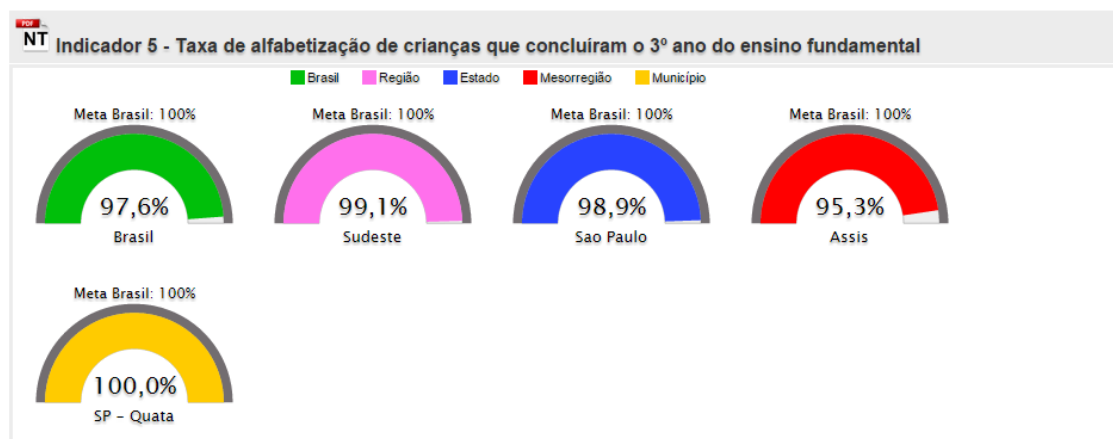 PDF
NT
Indicador 5 - Taxa de alfabetização de crianças que concluíram o 3º ano do ensino fundamental
Brasil Região Estado Mesorregião Município
Meta Brasil: 100% Meta Brasil: 100% Meta Brasil: 100% Meta Brasil: 100%
97,6% 99,1% 98,9% 95,3%
Brasil Sudeste Sao Paulo Assis
Meta Brasil: 100%
100,0%
SP - Quata